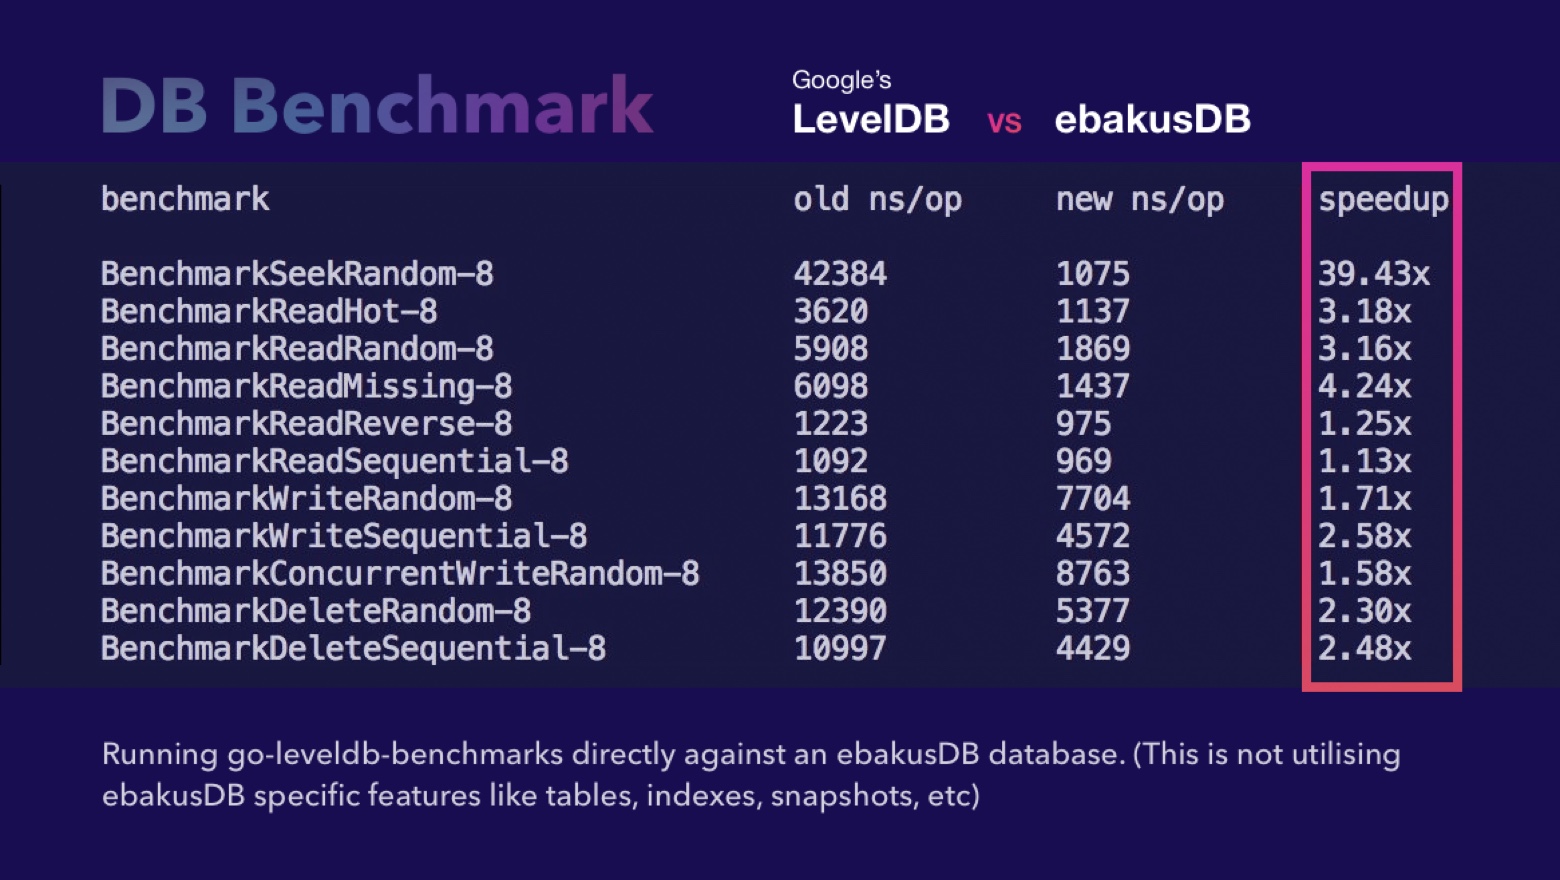 DB Benchmark
Google's
LevelDB vs ebakusDB
benchmark old ns/op new ns/op speedup
BenchmarkSeekRandom-8 42384 1075 39.43x
BenchmarkReadHot-8 3620 1137 3.18x
BenchmarkReadRandom-8 5908 1869 3.16x
BenchmarkReadMissing-8 6098 1437 4.24x
BenchmarkReadReverse-8 1223 975 1.25x
BenchmarkReadSequential-8 1092 969 1.13x
BenchmarkWriteRandom-8 13168 7704 1.71x
BenchmarkWriteSequential-8 11776 4572 2.58x
BenchmarkConcurrentWriteRandom-8 13850 8763 1.58x
BenchmarkDeleteRandom-8 12390 5377 2.30x
BenchmarkDeleteSequential-8 10997 4429 2.48x
Running go-leveldb-benchmarks directly against an ebakusDB database. (This is not utilising
ebakusDB specific features like tables, indexes, snapshots, etc)